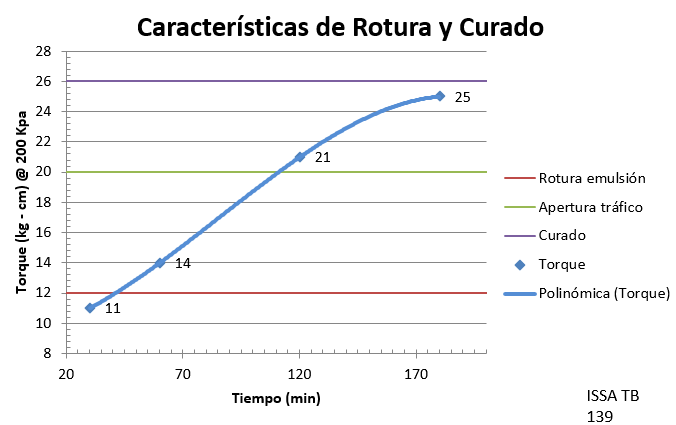 Características de Rotura y Curado
Torque (kg - cm) @ 200 Kpa
28
26
24
22
20
18
16
14
12
10
8
11
14
21
25
20
70
120
170
Tiempo (min)
Rotura emulsión
Apertura tráfico
Curado
Torque
Polinómica (Torque)
ISSA TB
139